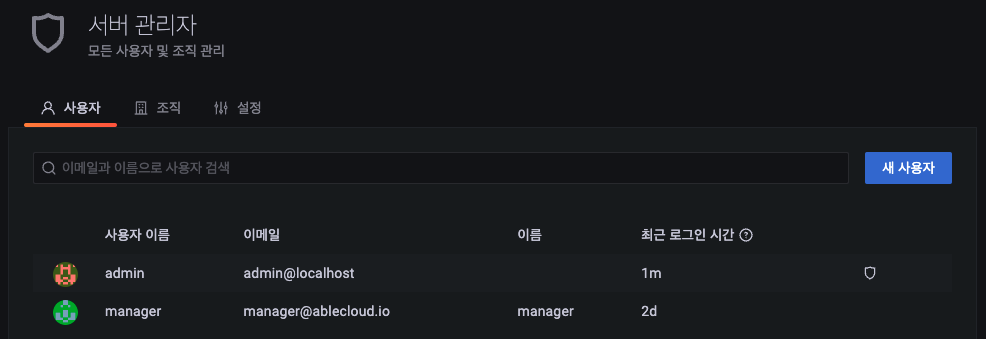 서버 관리자
모든 사용자 및 조직 관리
사용자 조직 설정
이메일과 이름으로 사용자 검색 새 사용자
사용자 이름 이메일 이름 최근 로그인 시간
admin admin@localhost 1m
manager manager@ablecloud.io manager 2d